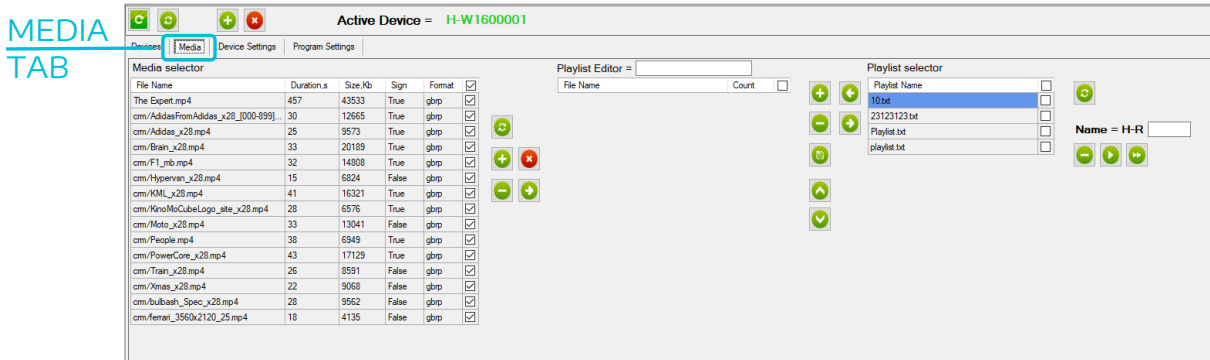 MEDIA
TAB
Active Device = H-W1600001
Devices Media Device Settings Program Settings
Media selector
File Name Duration,s Size,Kb Sign Format
The Expert.mp4 457 43533 True gbrp
crm/AdidasFromAdidas_x28_[000-899]... 30 12665 True gbrp
crm/Adidas_x28.mp4 25 9573 True gbrp
crm/Brain_x28.mp4 33 20189 True gbrp
crm/F1_mb.mp4 32 14808 True gbrp
crm/Hypervsn_x28.mp4 15 6824 False gbrp
crm/KML_x28.mp4 41 16321 True gbrp
crm/KinoMoCubeLogo_site_x28.mp4 28 6576 True gbrp
crm/Moto_x28.mp4 33 13041 False gbrp
crm/People.mp4 38 6949 True gbrp
crm/PowerCore_x28.mp4 43 17129 True gbrp
crm/Train_x28.mp4 26 8591 False gbrp
crm/Xmas_x28.mp4 22 9068 False gbrp
crm/bulbash_Spec_x28.mp4 28 9562 False gbrp
crm/ferrari_3560x2120_25.mp4 18 4135 False gbrp
Playlist Editor =
File Name Count
Playlist selector
Playlist Name
10.txt
23123123.txt
Playlist.txt
playlist.txt
Name = H-R